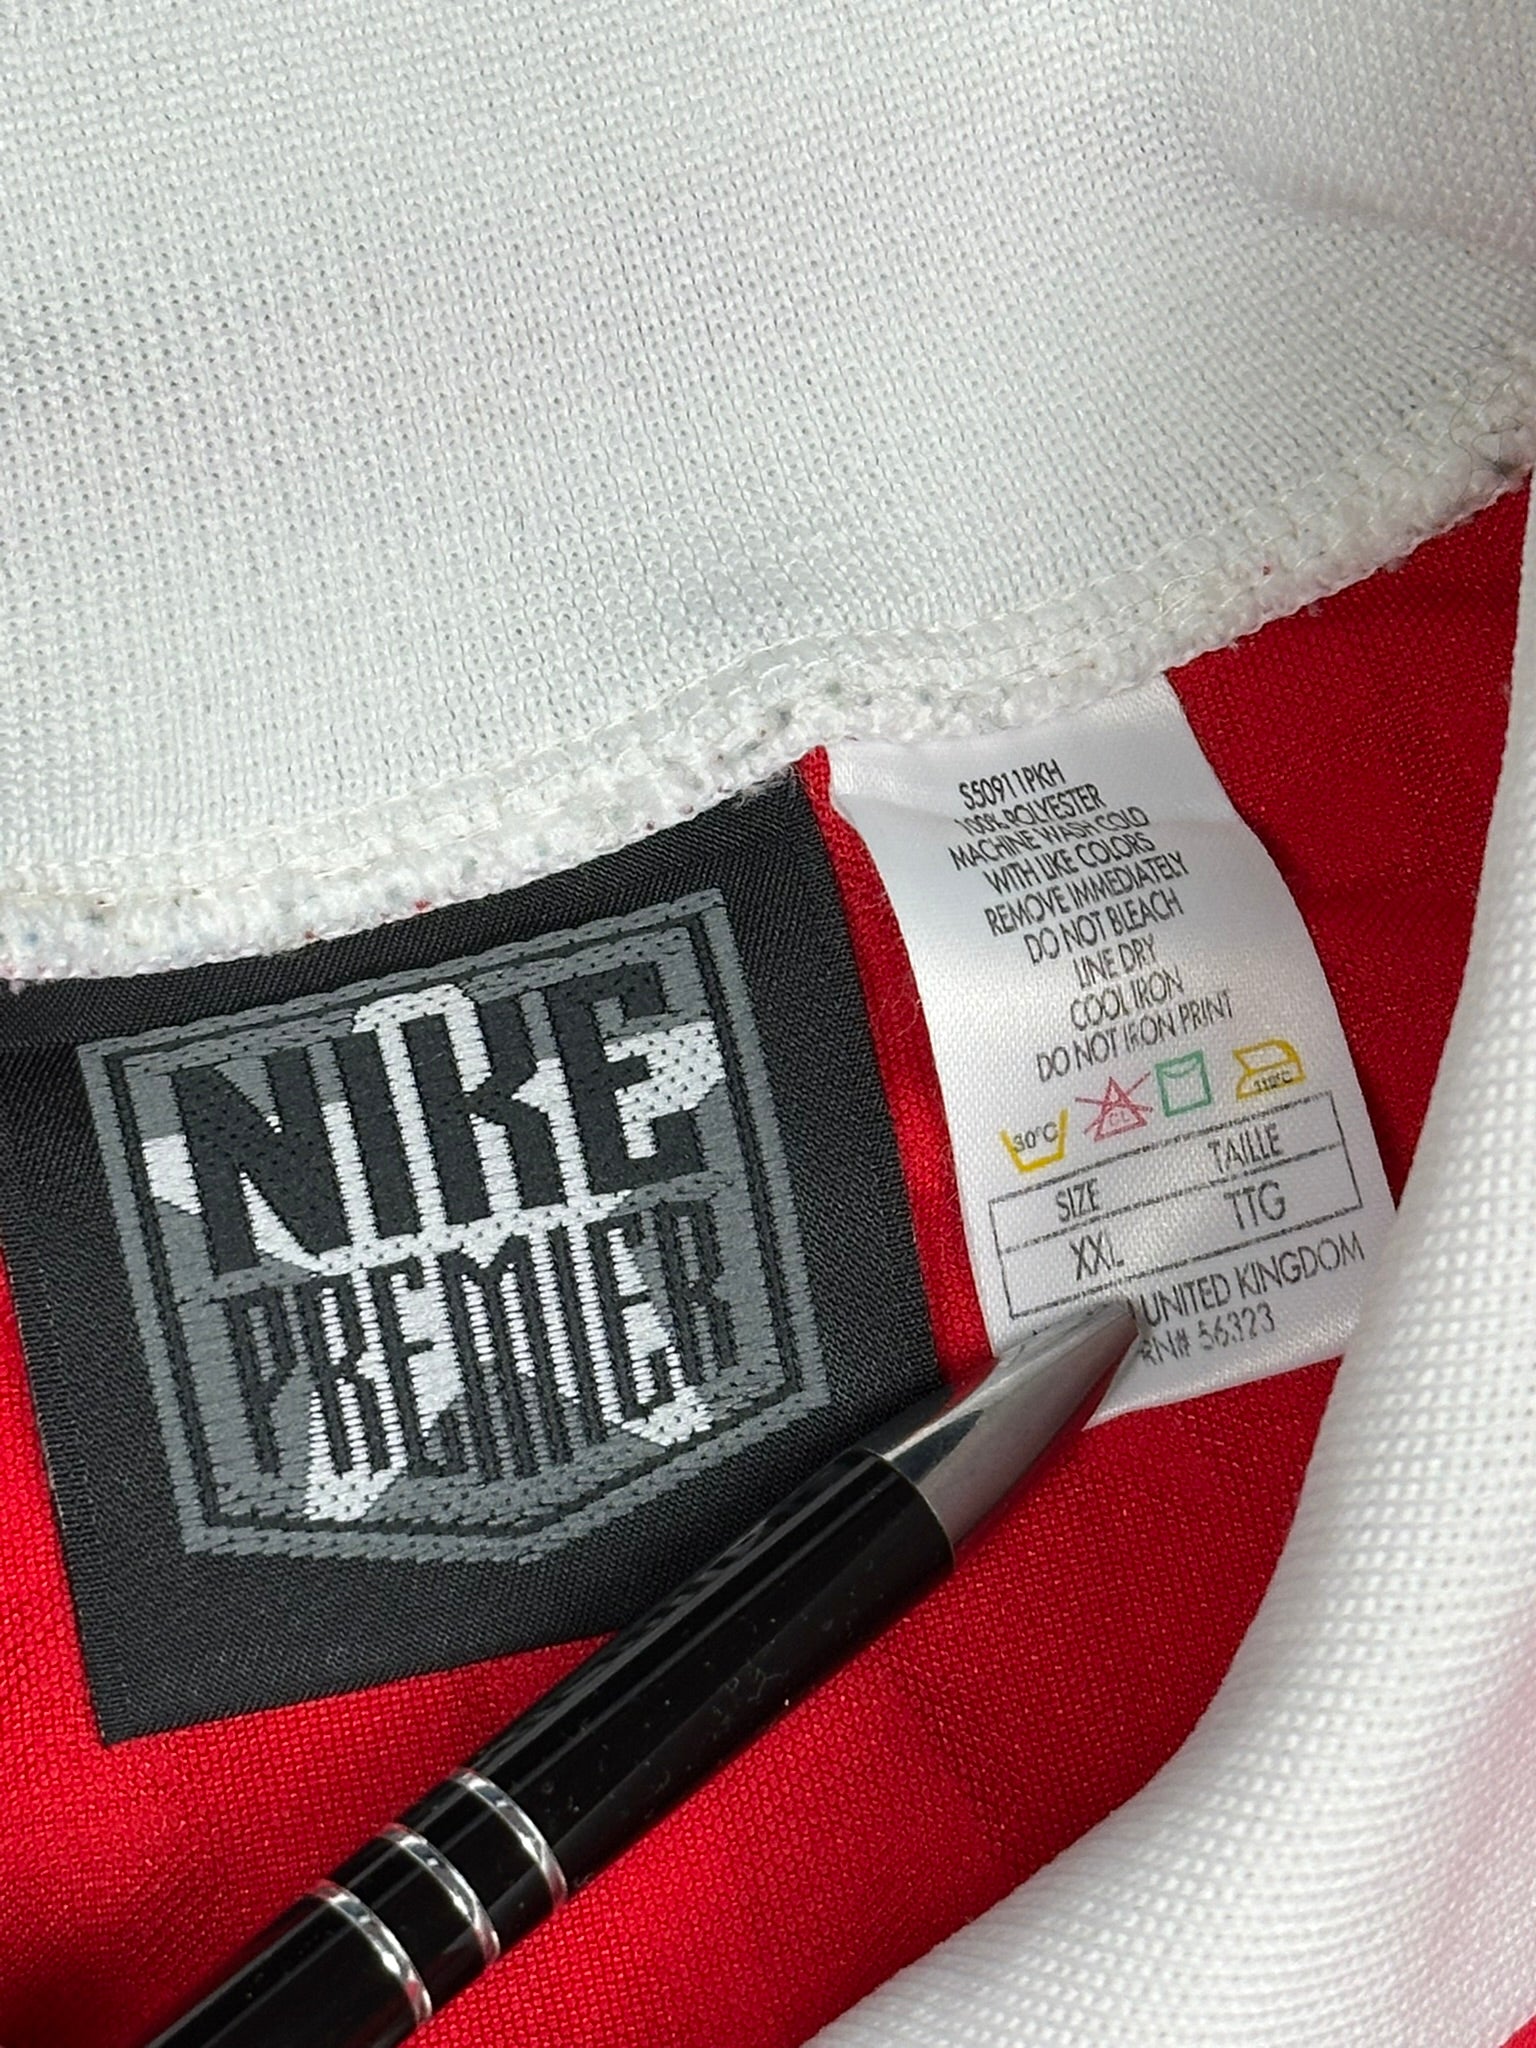 NIKE
PREMIER
S50911PKH
100% POLYESTER
MACHINE WASH COLD
WITH LIKE COLORS
REMOVE IMMEDIATELY
DO NOT BLEACH
LINE DRY
COOL IRON
DO NOT IRON PRINT
30°C CL 110°C
SIZE TAILLE
XXL TTG
UNITED KINGDOM
RN# 56323